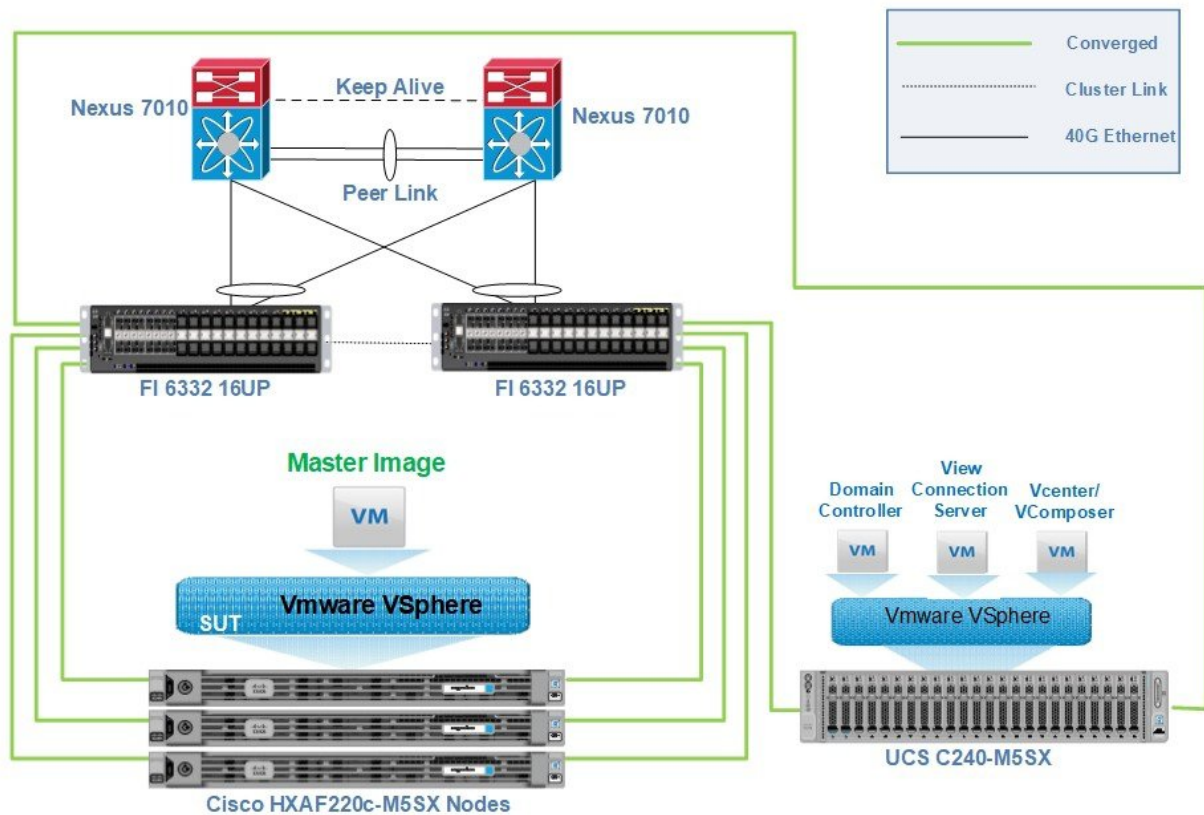 Converged
Cluster Link
40G Ethernet
Nexus 7010
Keep Alive
Nexus 7010
Peer Link
FI 6332 16UP
FI 6332 16UP
Master Image
VM
Vmware VSphere
SUT
Cisco HXAF220c-M5SX Nodes
Domain
Controller
View
Connection
Server
Vcenter/
VComposer
VM
VM
VM
Vmware VSphere
UCS C240-M5SX